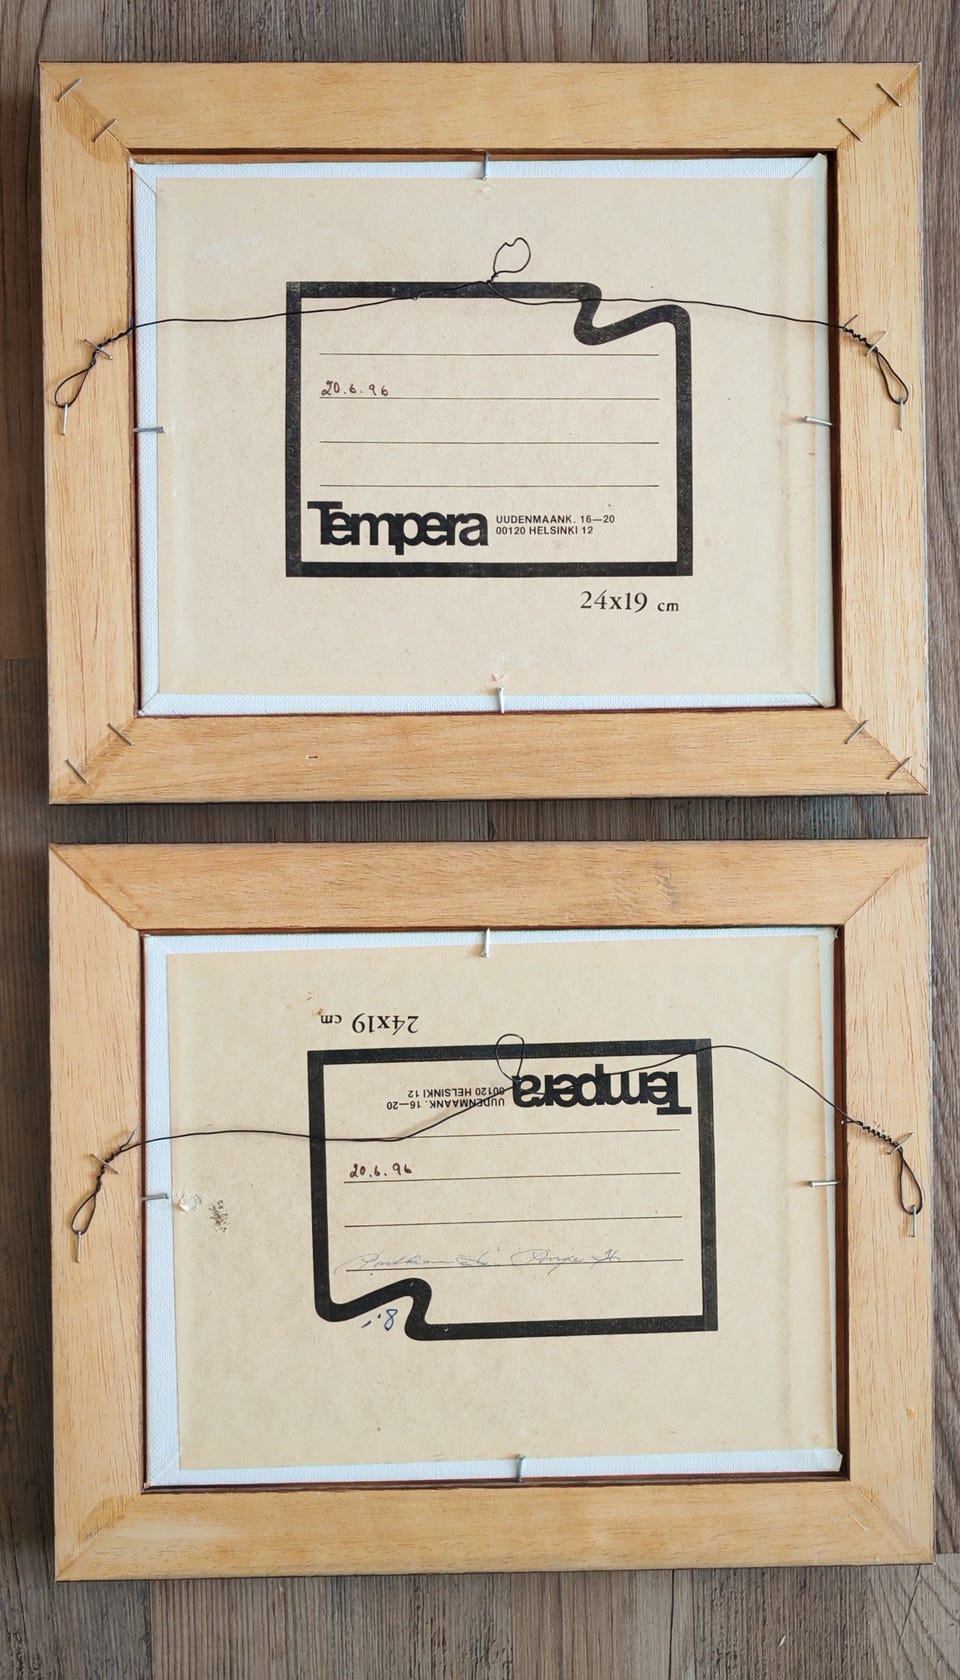 20.6.96
Tempera
UUDENMAANK. 16—20
00120 HELSINKI 12
24x19 cm
24x19 cm
Tempera
UUDENMAANK. 16—20
00120 HELSINKI 12
20.6.96